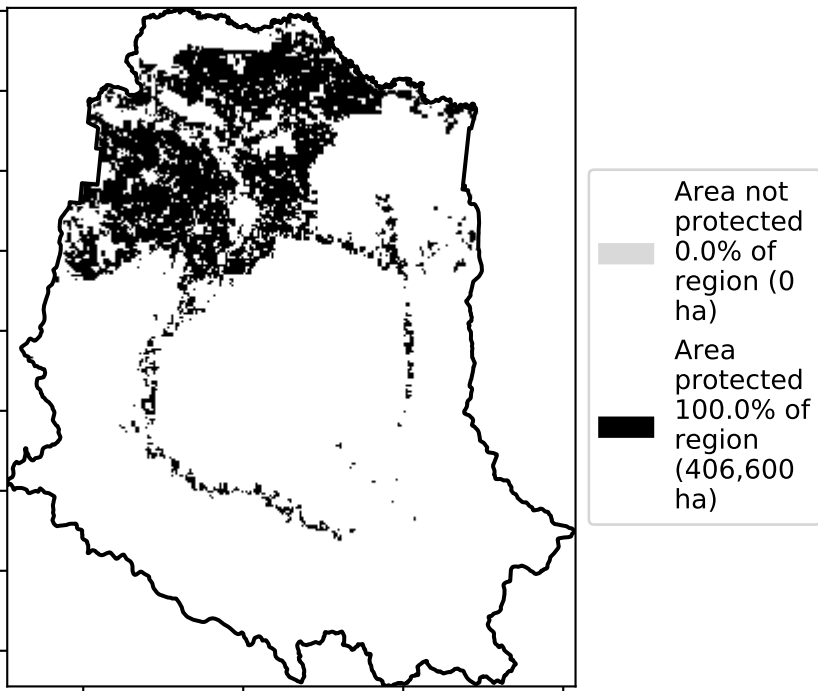 Area not
protected
0.0% of
region (0
ha)
Area
protected
100.0% of
region
(406,600
ha)